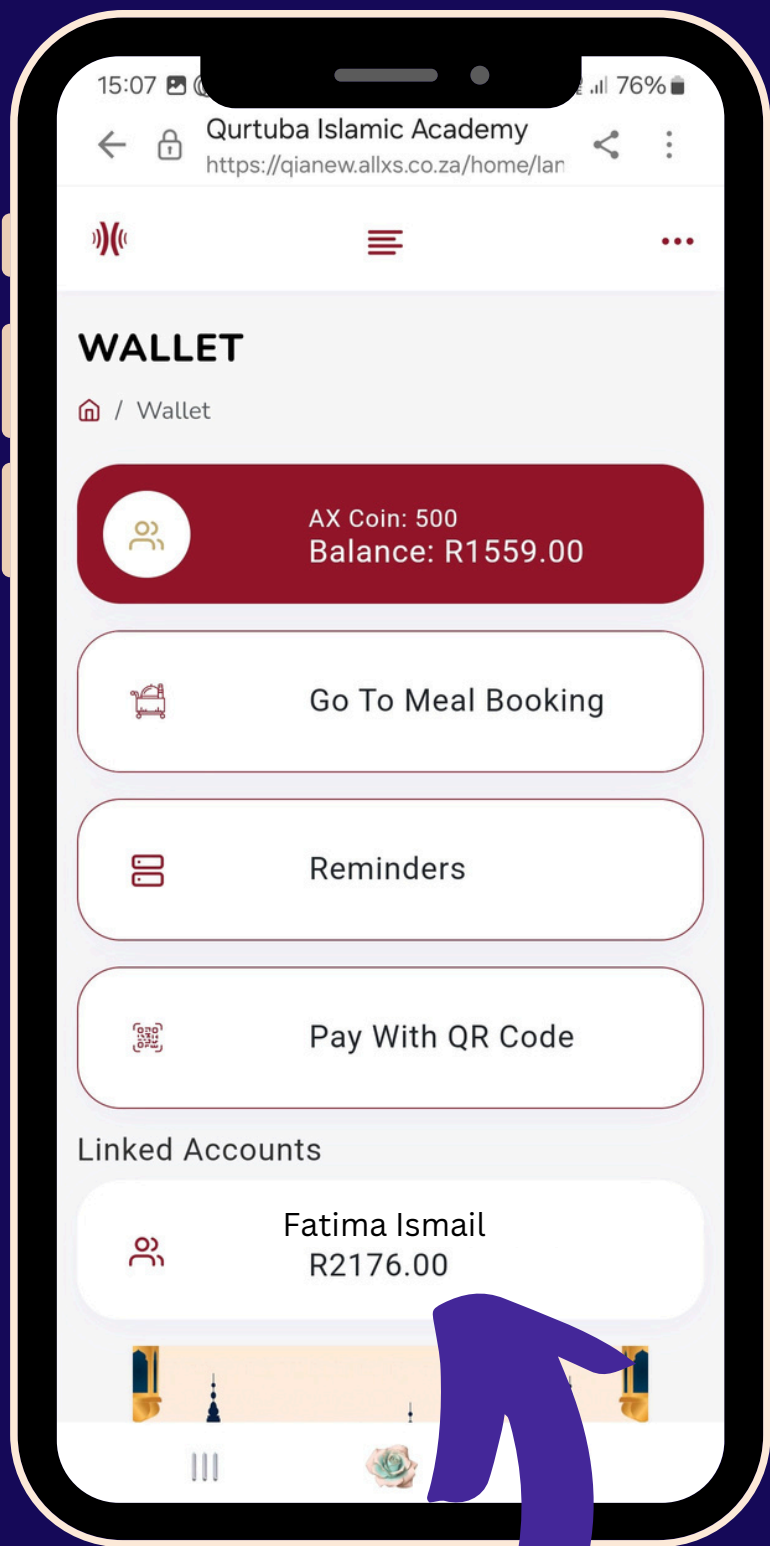 15:07
76%
Qurtuba Islamic Academy
https://qianew.allxs.co.za/home/lan
WALLET
/ Wallet
AX Coin: 500
Balance: R1559.00
Go To Meal Booking
Reminders
Pay With QR Code
Linked Accounts
Fatima Ismail
R2176.00